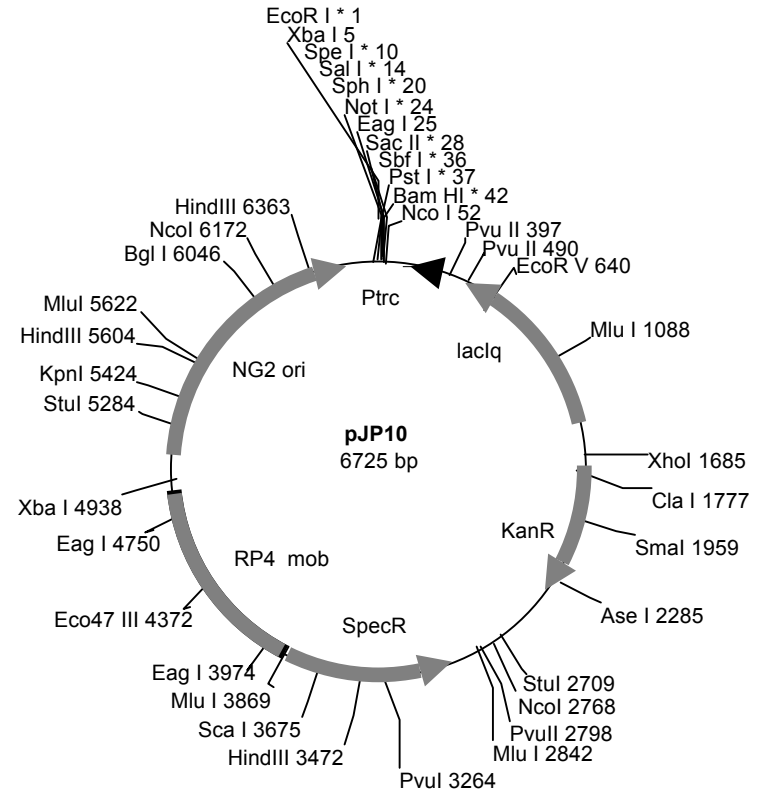 EcoR I * 1
Xba I 5
Spe I * 10
Sal I * 14
Sph I * 20
Not I * 24
Eag I 25
Sac II * 28
Sbf I * 36
Pst I * 37
Bam HI * 42
Nco I 52
Pvu II 397
Pvu II 490
EcoR V 640
Mlu I 1088
XhoI 1685
Cla I 1777
SmaI 1959
Ase I 2285
StuI 2709
NcoI 2768
PvuII 2798
Mlu I 2842
PvuI 3264
HindIII 3472
Sca I 3675
Mlu I 3869
Eag I 3974
Eco47 III 4372
Eag I 4750
Xba I 4938
StuI 5284
KpnI 5424
HindIII 5604
MluI 5622
Bgl I 6046
NcoI 6172
HindIII 6363
Ptrc
lacIq
KanR
SpecR
RP4 mob
NG2 ori
pJP10
6725 bp